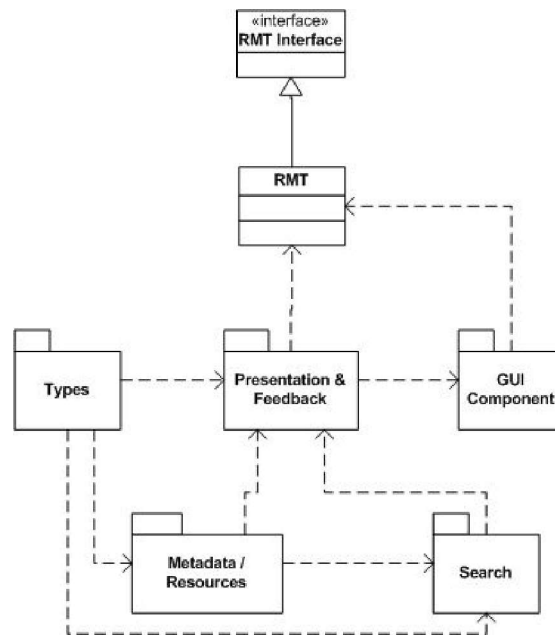 «interface»
RMT Interface
RMT
Types
Presentation &
Feedback
GUI
Component
Metadata /
Resources
Search